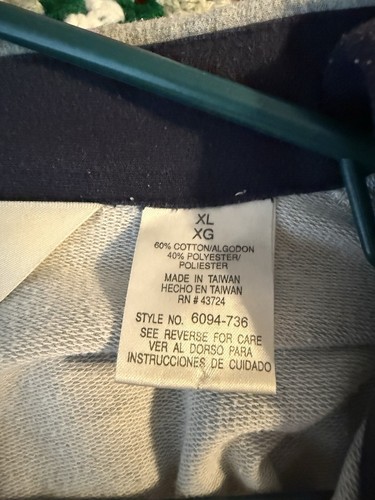 XL
XG
60% COTTON/ALGODON
40% POLYESTER/
POLIESTER
MADE IN TAIWAN
HECHO EN TAIWAN
RN # 43724
STYLE NO. 6094-736
SEE REVERSE FOR CARE
VER AL DORSO PARA
INSTRUCCIONES DE CUIDADO